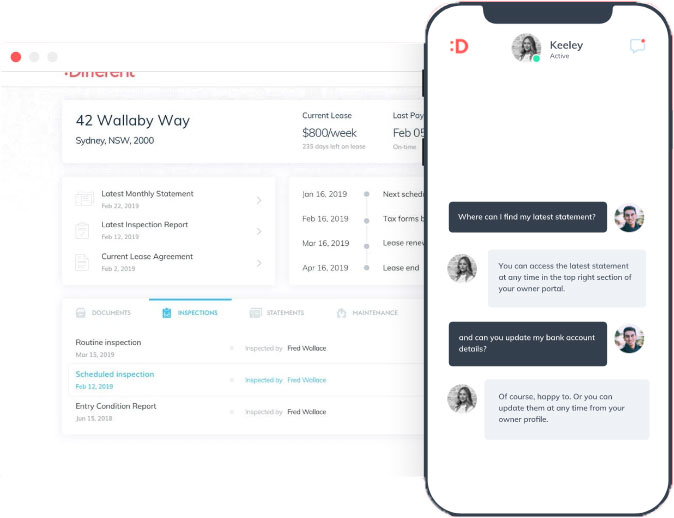 :Different
42 Wallaby Way
Sydney, NSW, 2000
Current Lease
$800/week
235 days left on lease
Last Pay
Feb 05
On-time
Latest Monthly Statement
Feb 22, 2019
Latest Inspection Report
Feb 12, 2019
Current Lease Agreement
Feb 2, 2019
Jan 16, 2019 Next sched
Feb 16, 2019 Tax forms b
Mar 16, 2019 Lease renew
Apr 16, 2019 Lease end
DOCUMENTS INSPECTIONS STATEMENTS MAINTENANCE
Routine inspection
Mar 15, 2019
Inspected by Fred Wallace
Scheduled inspection
Feb 12, 2019
Inspected by Fred Wallace
Entry Condition Report
Jun 15, 2018
Inspected by Fred Wallace
:D
Keeley
Active
Where can I find my latest statement?
You can access the latest statement
at any time in the top right section of
your owner portal.
and can you update my bank account
details?
Of course, happy to. Or you can
update them at any time from your
owner profile.